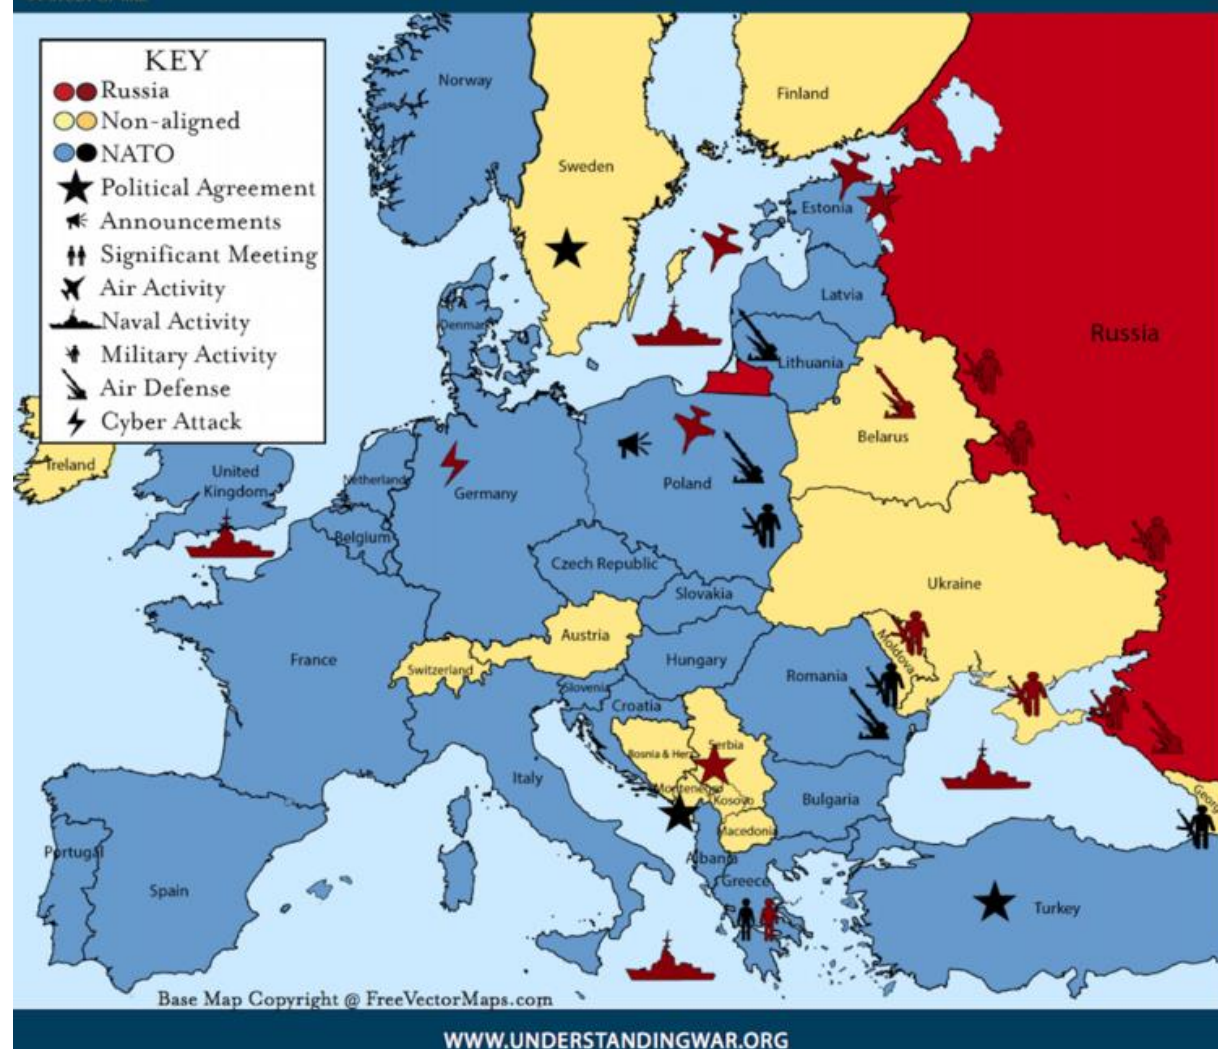 KEY
Russia
Non-aligned
NATO
Political Agreement
Announcements
Significant Meeting
Air Activity
Naval Activity
Military Activity
Air Defense
Cyber Attack
Norway
Finland
Sweden
Estonia
Latvia
Russia
Denmark
Lithuania
Belarus
Ireland
United
Kingdom
Netherland
Germany
Poland
Belgium
Czech Republic
Slovakia
Ukraine
Austria
Moldova
France
Switzerland
Hungary
Romania
Slovenia
Croatia
Serbia
Bosnia & Herz
Italy
Montenegro
Kosovo
Bulgaria
Georg
Macedonia
Portugal
Albania
Spain
Greece
Turkey
Base Map Copyright @ FreeVectorMaps.com
WWW.UNDERSTANDINGWAR.ORG